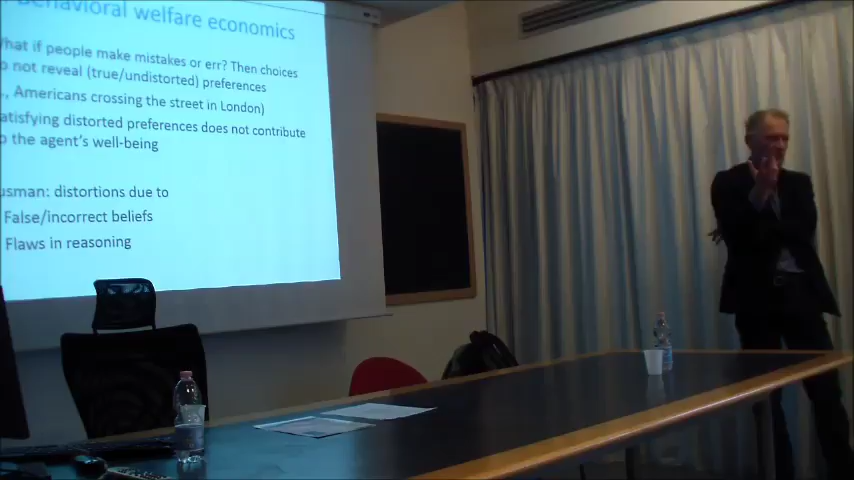 Behavioral welfare economics
What if people make mistakes or err? Then choices
do not reveal (true/undistorted) preferences
., Americans crossing the street in London)
atisfying distorted preferences does not contribute
o the agent's well-being
usman: distortions due to
False/incorrect beliefs
Flaws in reasoning